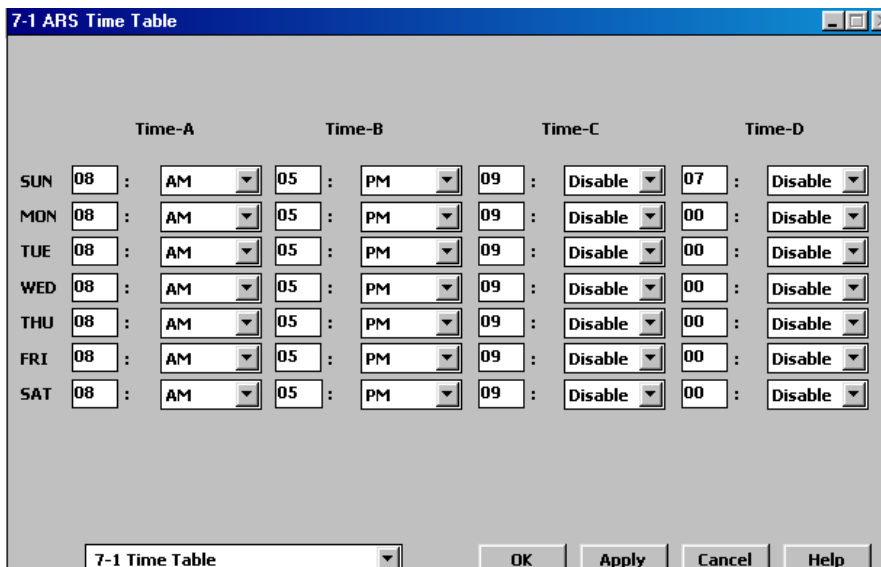 7-1 ARS Time Table
Time-A Time-B Time-C Time-D
SUN 08 : AM 05 : PM 09 : Disable 07 : Disable
MON 08 : AM 05 : PM 09 : Disable 00 : Disable
TUE 08 : AM 05 : PM 09 : Disable 00 : Disable
WED 08 : AM 05 : PM 09 : Disable 00 : Disable
THU 08 : AM 05 : PM 09 : Disable 00 : Disable
FRI 08 : AM 05 : PM 09 : Disable 00 : Disable
SAT 08 : AM 05 : PM 09 : Disable 00 : Disable
7-1 Time Table OK Apply Cancel Help